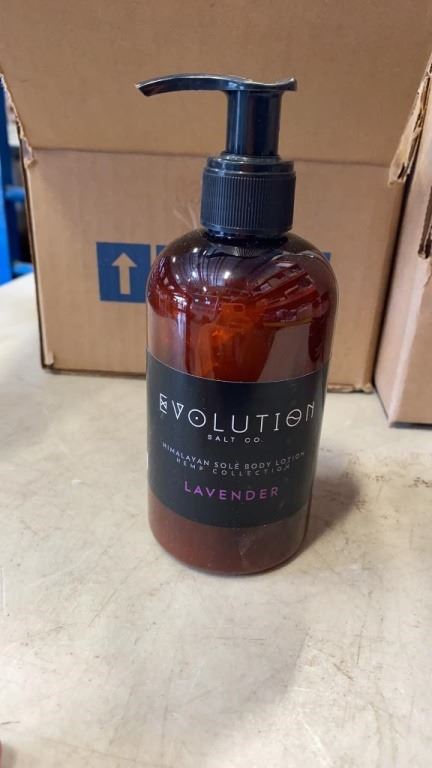 EVOLUTION
SALT CO.
HIMALAYAN SOLÉ BODY LOTION
HEMP COLLECTION
LAVENDER